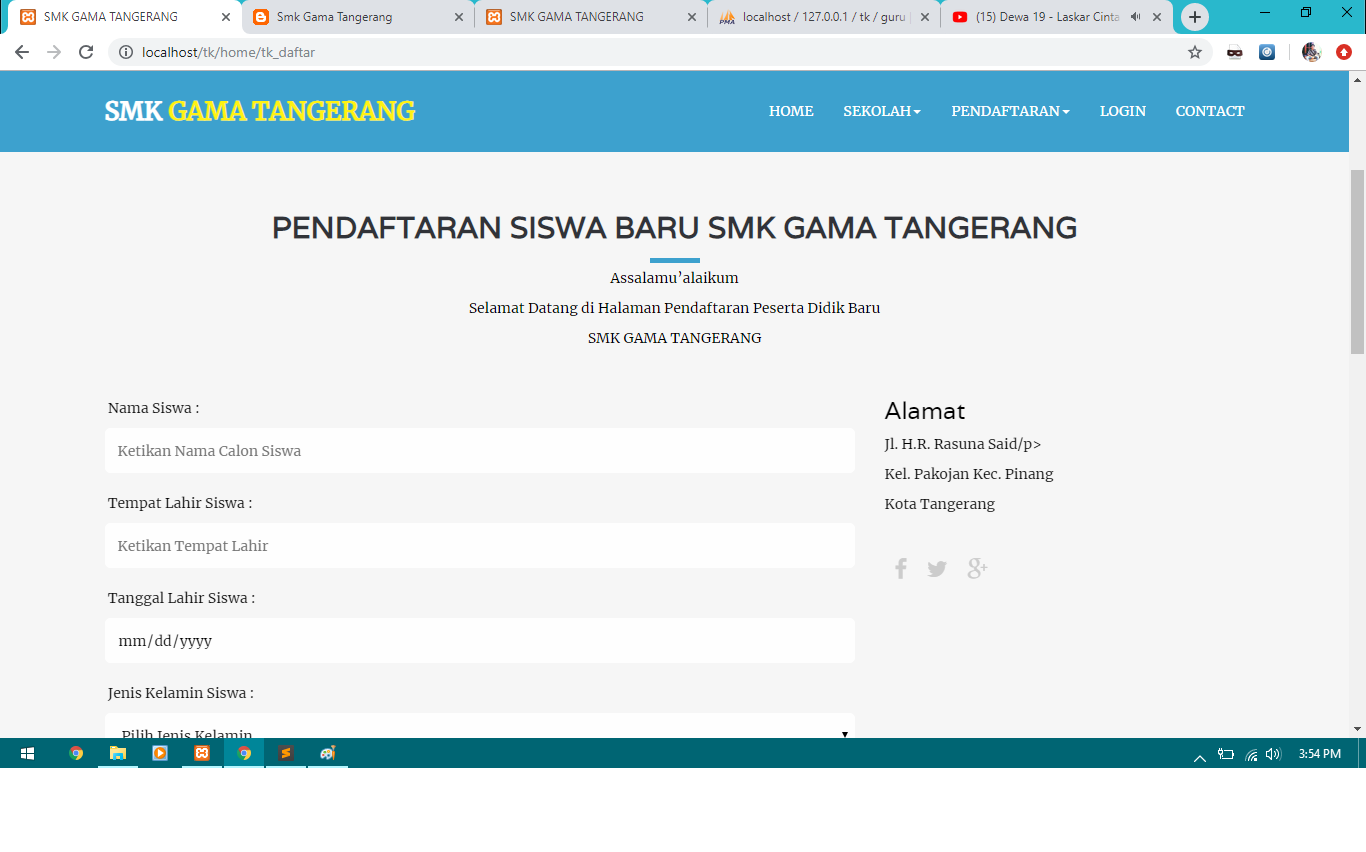 SMK GAMA TANGERANG
Smk Gama Tangerang
SMK GAMA TANGERANG
localhost / 127.0.0.1 / tk / guru
(15) Dewa 19 - Laskar Cinta
localhost/tk/home/tk_daftar
SMK GAMA TANGERANG
HOME SEKOLAH PENDAFTARAN LOGIN CONTACT
PENDAFTARAN SISWA BARU SMK GAMA TANGERANG
Assalamu’alaikum
Selamat Datang di Halaman Pendaftaran Peserta Didik Baru
SMK GAMA TANGERANG
Nama Siswa :
Ketikan Nama Calon Siswa
Tempat Lahir Siswa :
Ketikan Tempat Lahir
Tanggal Lahir Siswa :
mm/dd/yyyy
Jenis Kelamin Siswa :
Pilih Jenis Kelamin
Alamat
Jl. H.R. Rasuna Said/p>
Kel. Pakojan Kec. Pinang
Kota Tangerang
3:54 PM